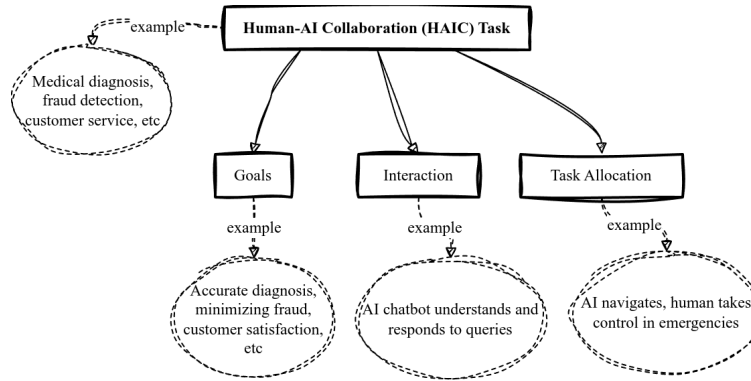 example
Human-AI Collaboration (HAIC) Task
Medical diagnosis,
fraud detection,
customer service, etc
Goals
Interaction
Task Allocation
example
example
example
Accurate diagnosis,
minimizing fraud,
customer satisfaction,
etc
AI chatbot understands and
responds to queries
AI navigates, human takes
control in emergencies